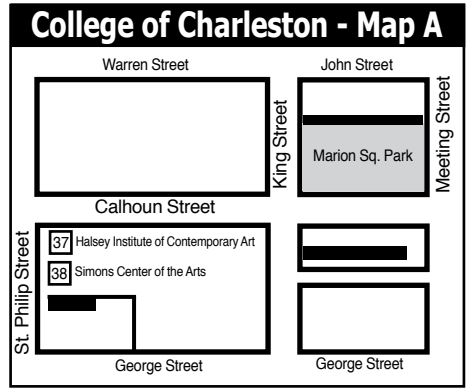 College of Charleston - Map A
Warren Street
John Street
King Street
Meeting Street
Marion Sq. Park
Calhoun Street
St. Philip Street
37 Halsey Institute of Contemporary Art
38 Simons Center of the Arts
George Street
George Street